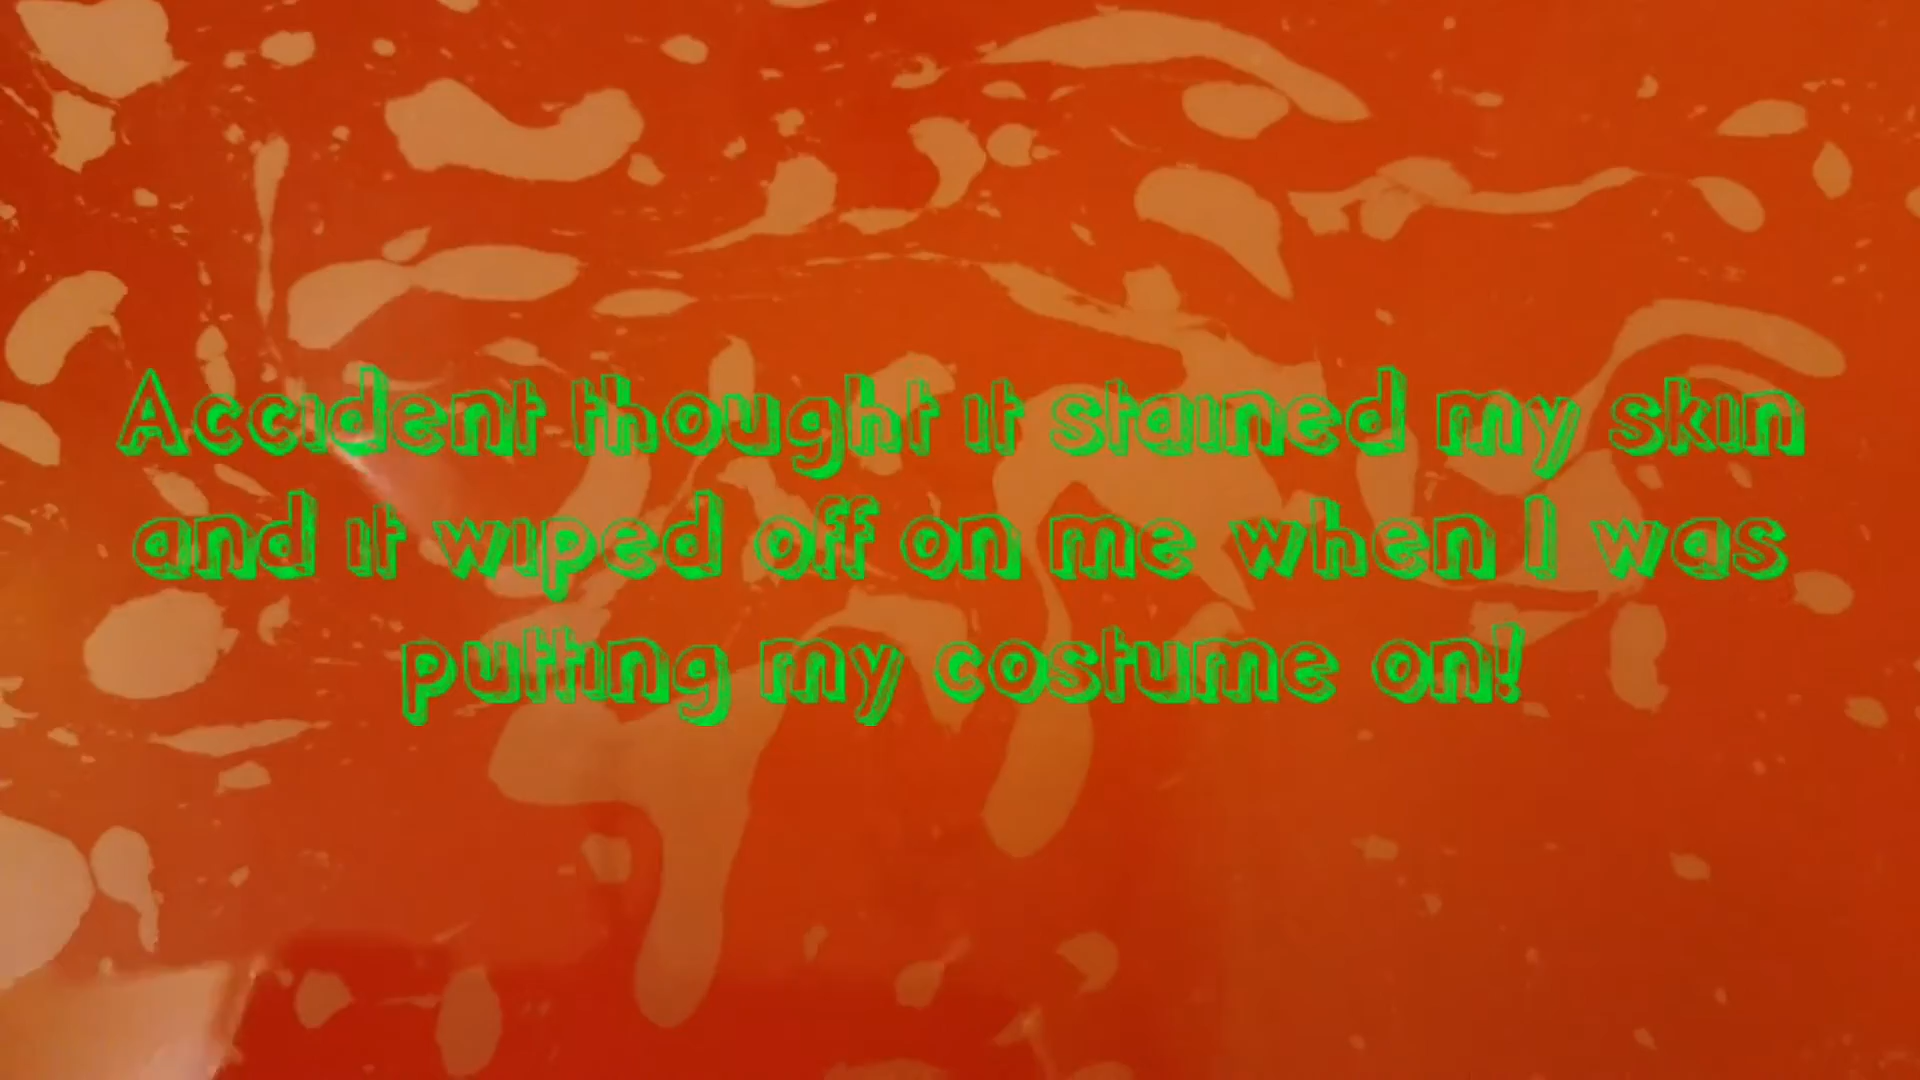 Accident thought it stained my skin
and it wiped off on me when I was
putting my costume on!